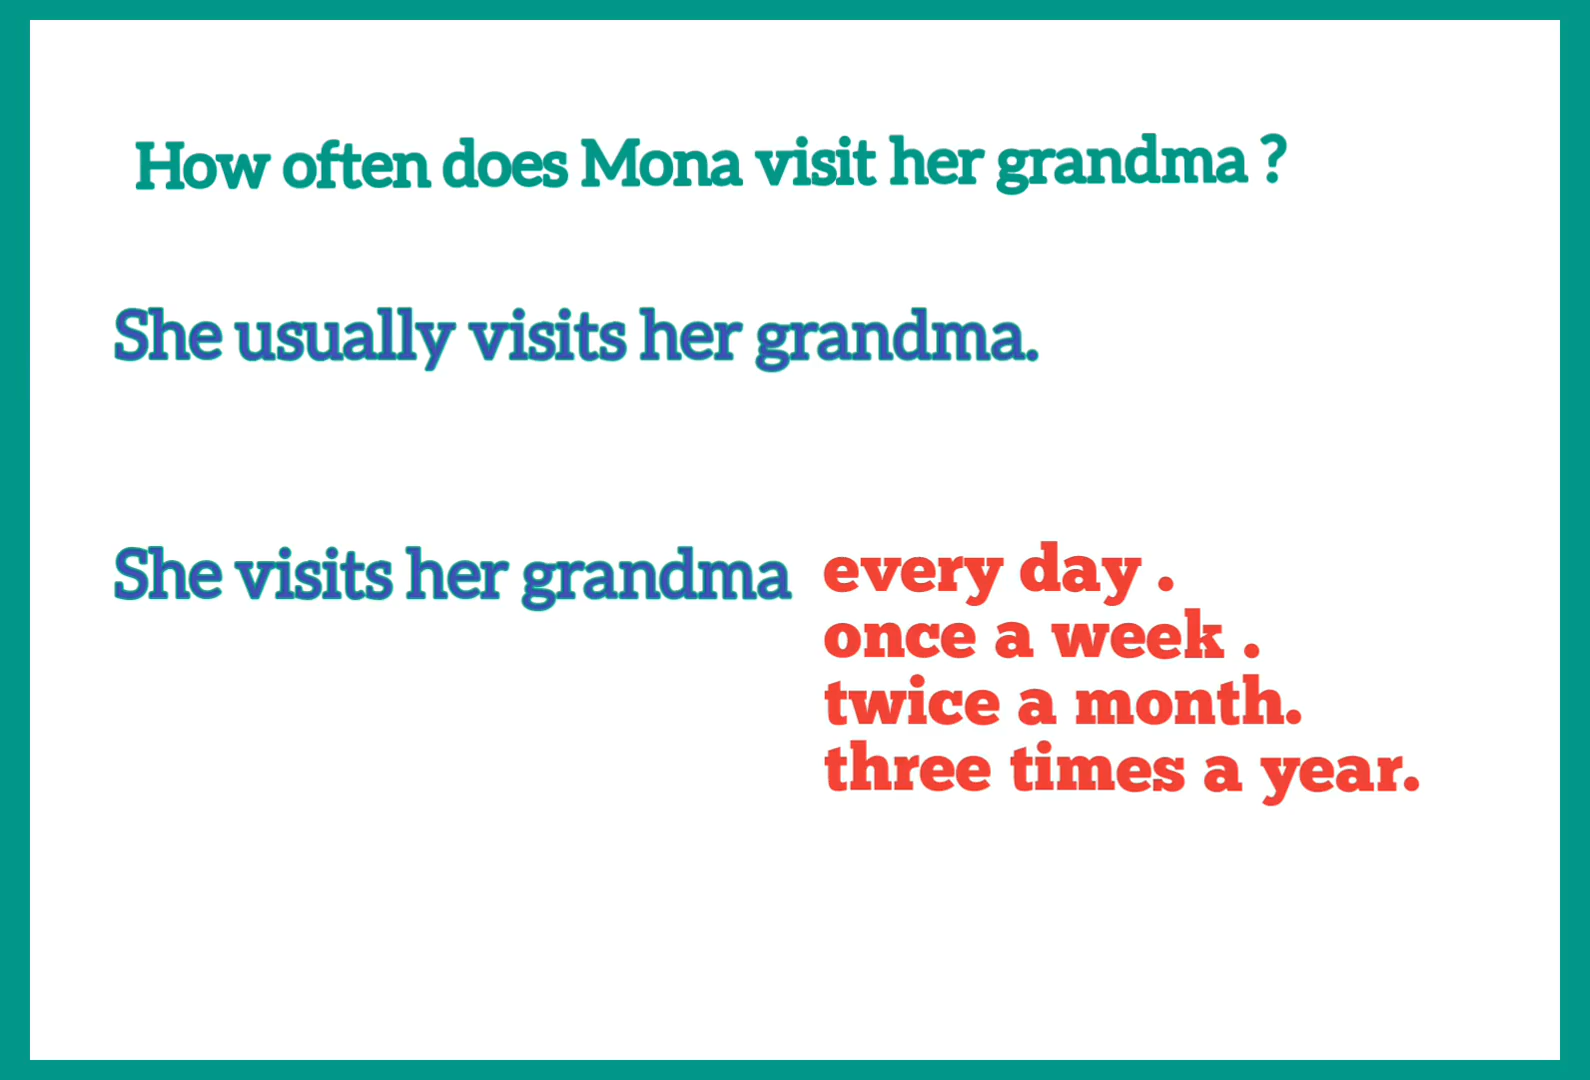 How often does Mona visit her grandma ?
She usually visits her grandma.
She visits her grandma every day .
once a week .
twice a month.
three times a year.